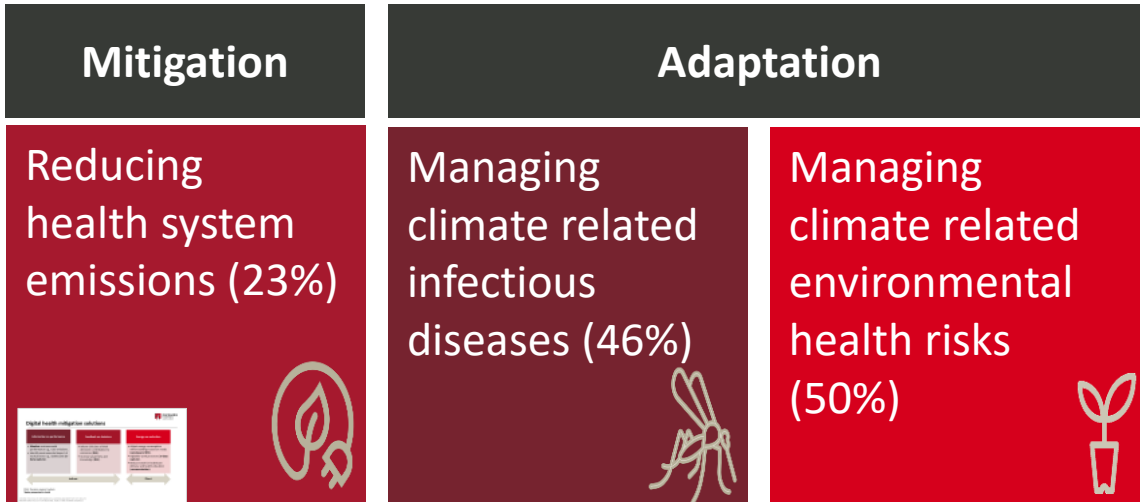 Mitigation
Adaptation
Reducing
health system
emissions (23%)
Managing
climate related
infectious
diseases (46%)
Managing
climate related
environmental
health risks
(50%)
Digital health mitigation solutions